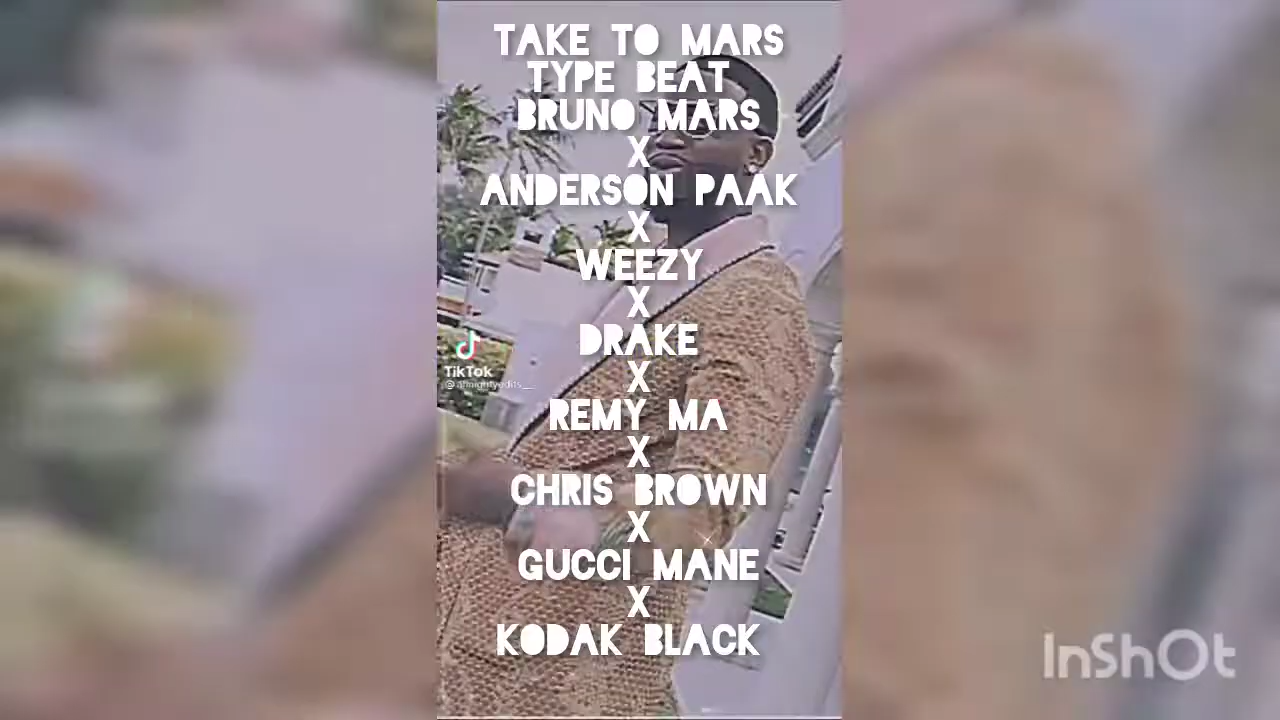 TAKE TO MARS
TYPE BEAT
BRUNO MARS
X
ANDERSON PAAK
X
WEEZY
X
DRAKE
X
TikTok
@almightyedits__
REMY MA
X
CHRIS BROWN
X
GUCCI MANE
X
KODAK BLACK
InShOt